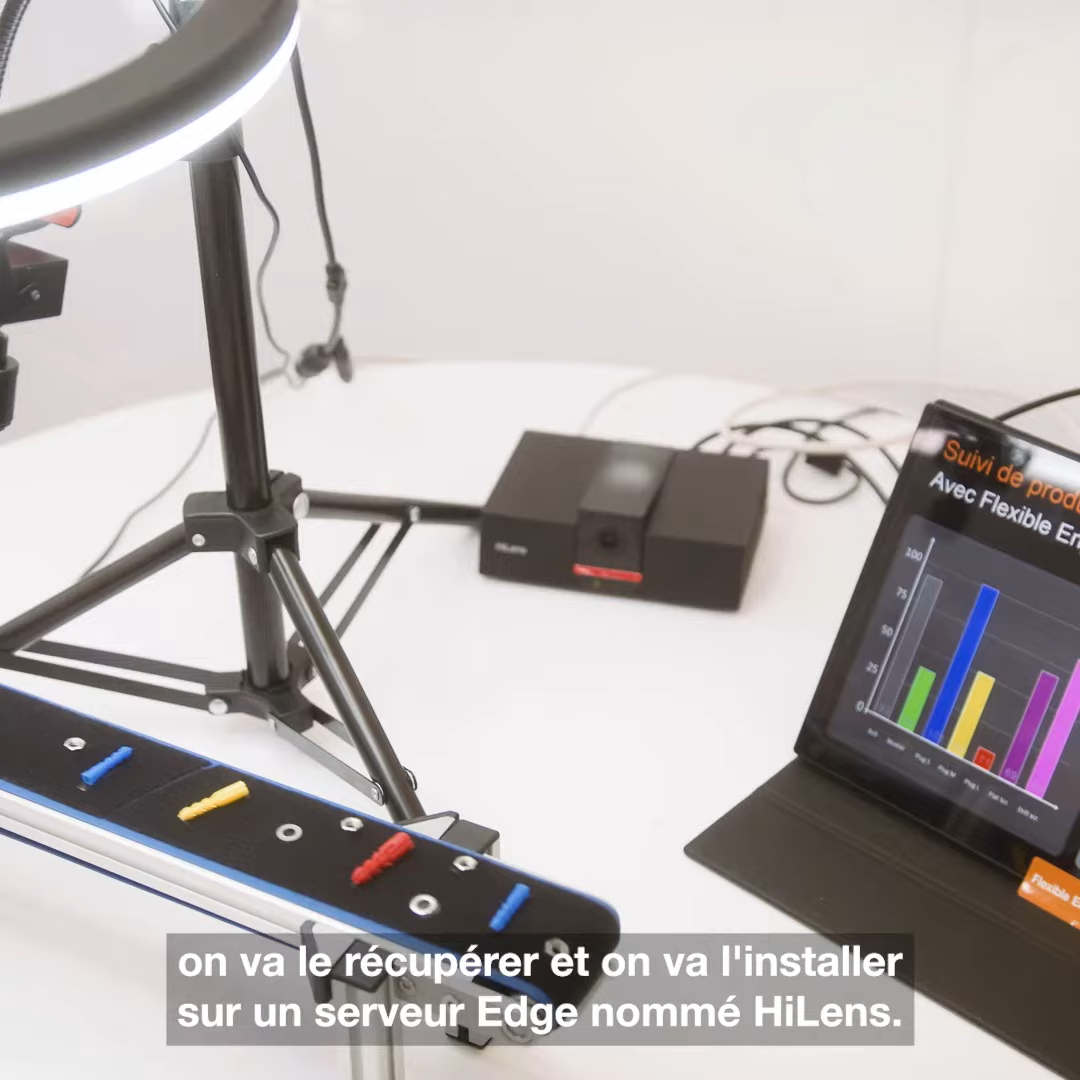 Suivi de produ
Avec Flexible En
100
75
50
25
0
Flexible E
on va le récupérer et on va l'installer
sur un serveur Edge nommé HiLens.